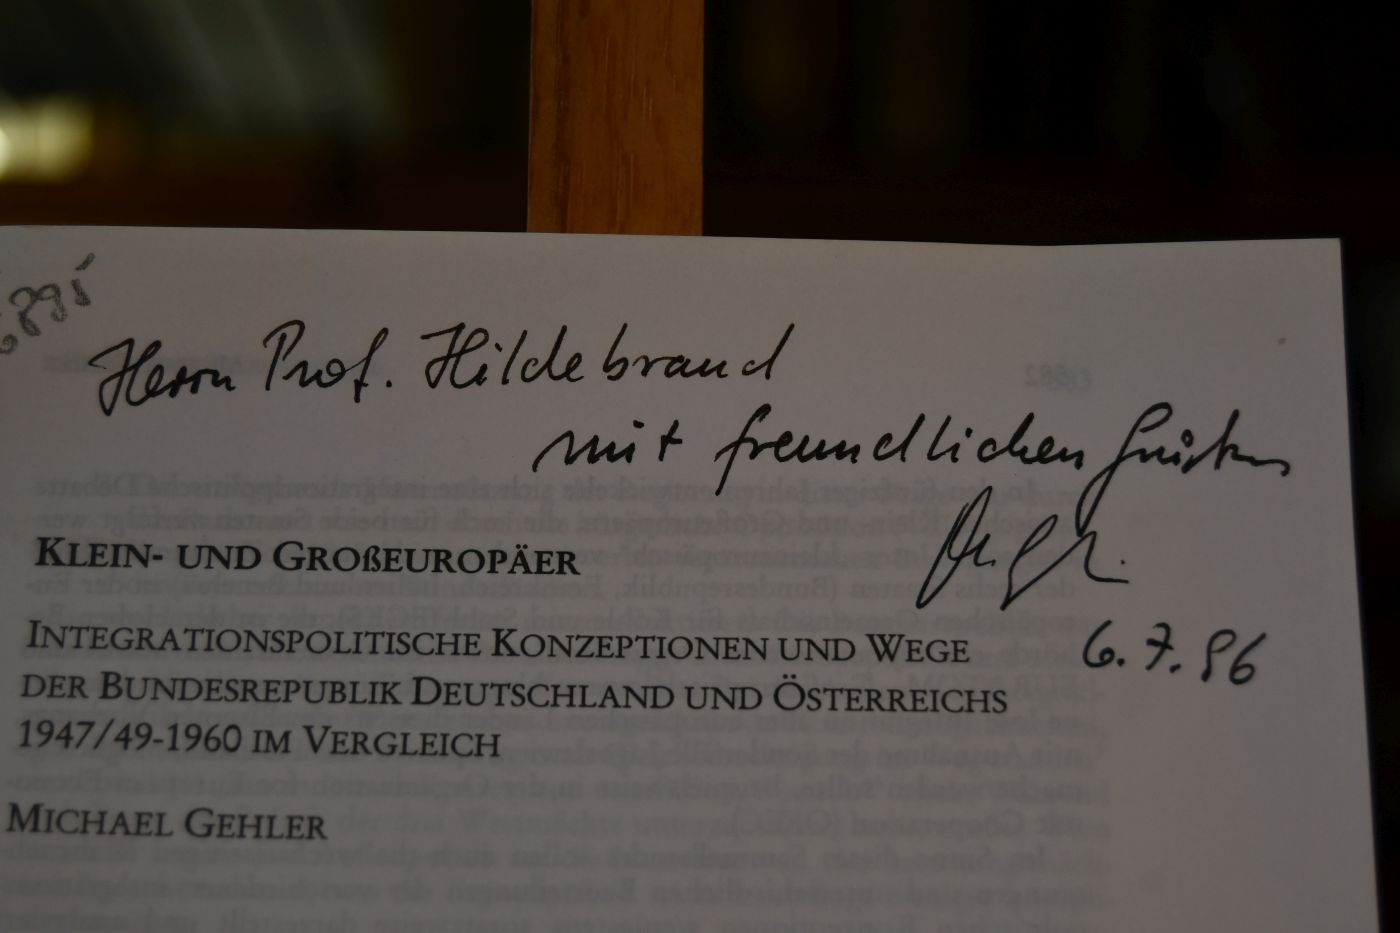 Herrn Prof. Hildebrand
mit freundlichen Grüßen
6.7.96
KLEIN- UND GROßEUROPÄER
INTEGRATIONSPOLITISCHE KONZEPTIONEN UND WEGE
DER BUNDESREPUBLIK DEUTSCHLAND UND ÖSTERREICHS
1947/49-1960 IM VERGLEICH
MICHAEL GEHLER